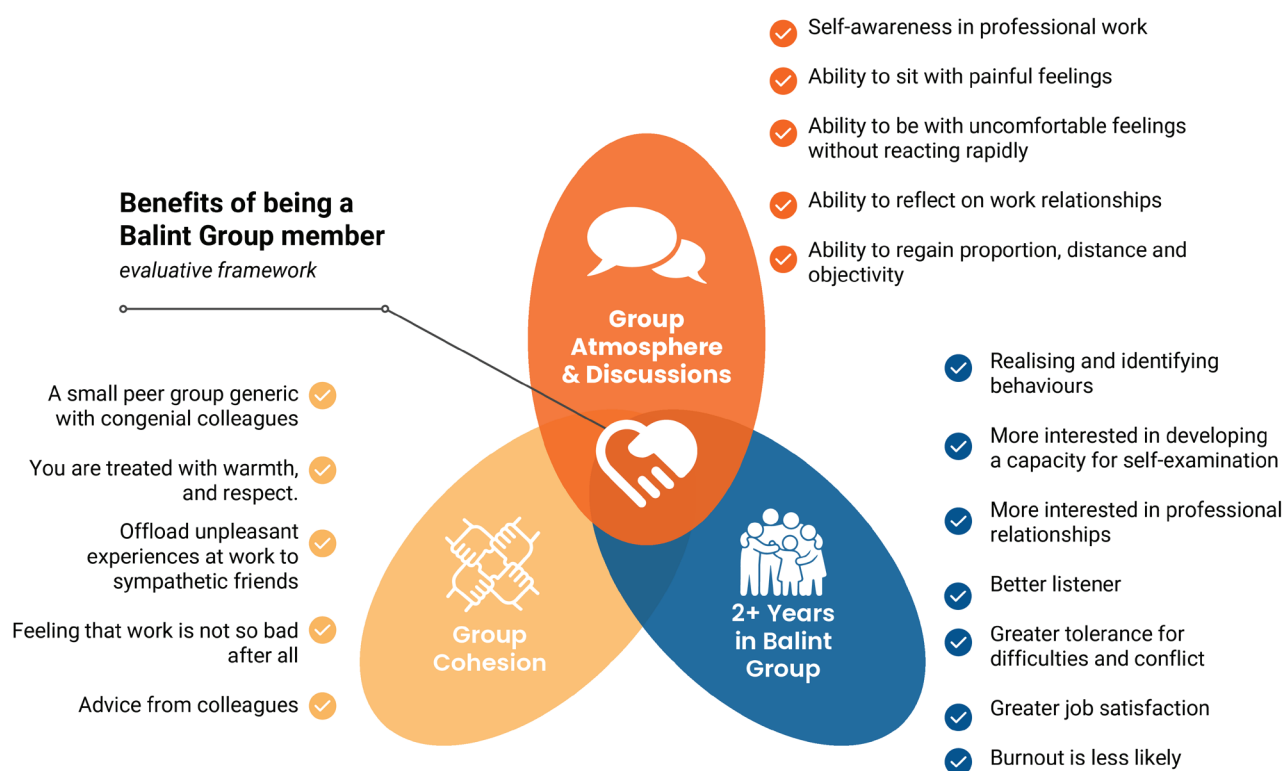 Benefits of being a
Balint Group member
evaluative framework
Self-awareness in professional work
Ability to sit with painful feelings
Ability to be with uncomfortable feelings
without reacting rapidly
Ability to reflect on work relationships
Ability to regain proportion, distance and
objectivity
Group
Atmosphere
& Discussions
A small peer group generic
with congenial colleagues
You are treated with warmth,
and respect.
Offload unpleasant
experiences at work to
sympathetic friends
Feeling that work is not so bad
after all
Advice from colleagues
Group
Cohesion
2+ Years
in Balint
Group
Realising and identifying
behaviours
More interested in developing
a capacity for self-examination
More interested in professional
relationships
Better listener
Greater tolerance for
difficulties and conflict
Greater job satisfaction
Burnout is less likely